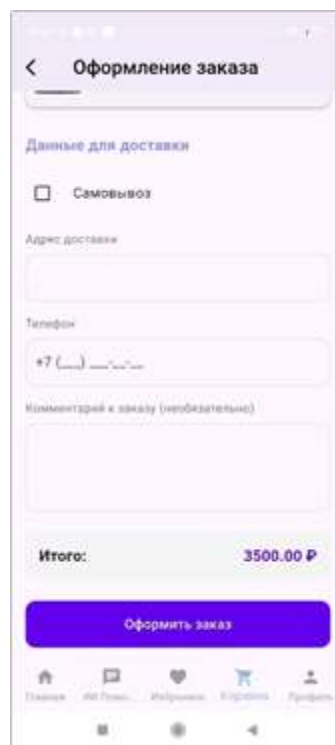 Оформление заказа
Данные для доставки
Самовывоз
Адрес доставки
Телефон
+7 (___) ___-__-__
Комментарий к заказу (необязательно)
Итого: 3500.00 ₽
Оформить заказ
Главная Избранное Корзина Профиль